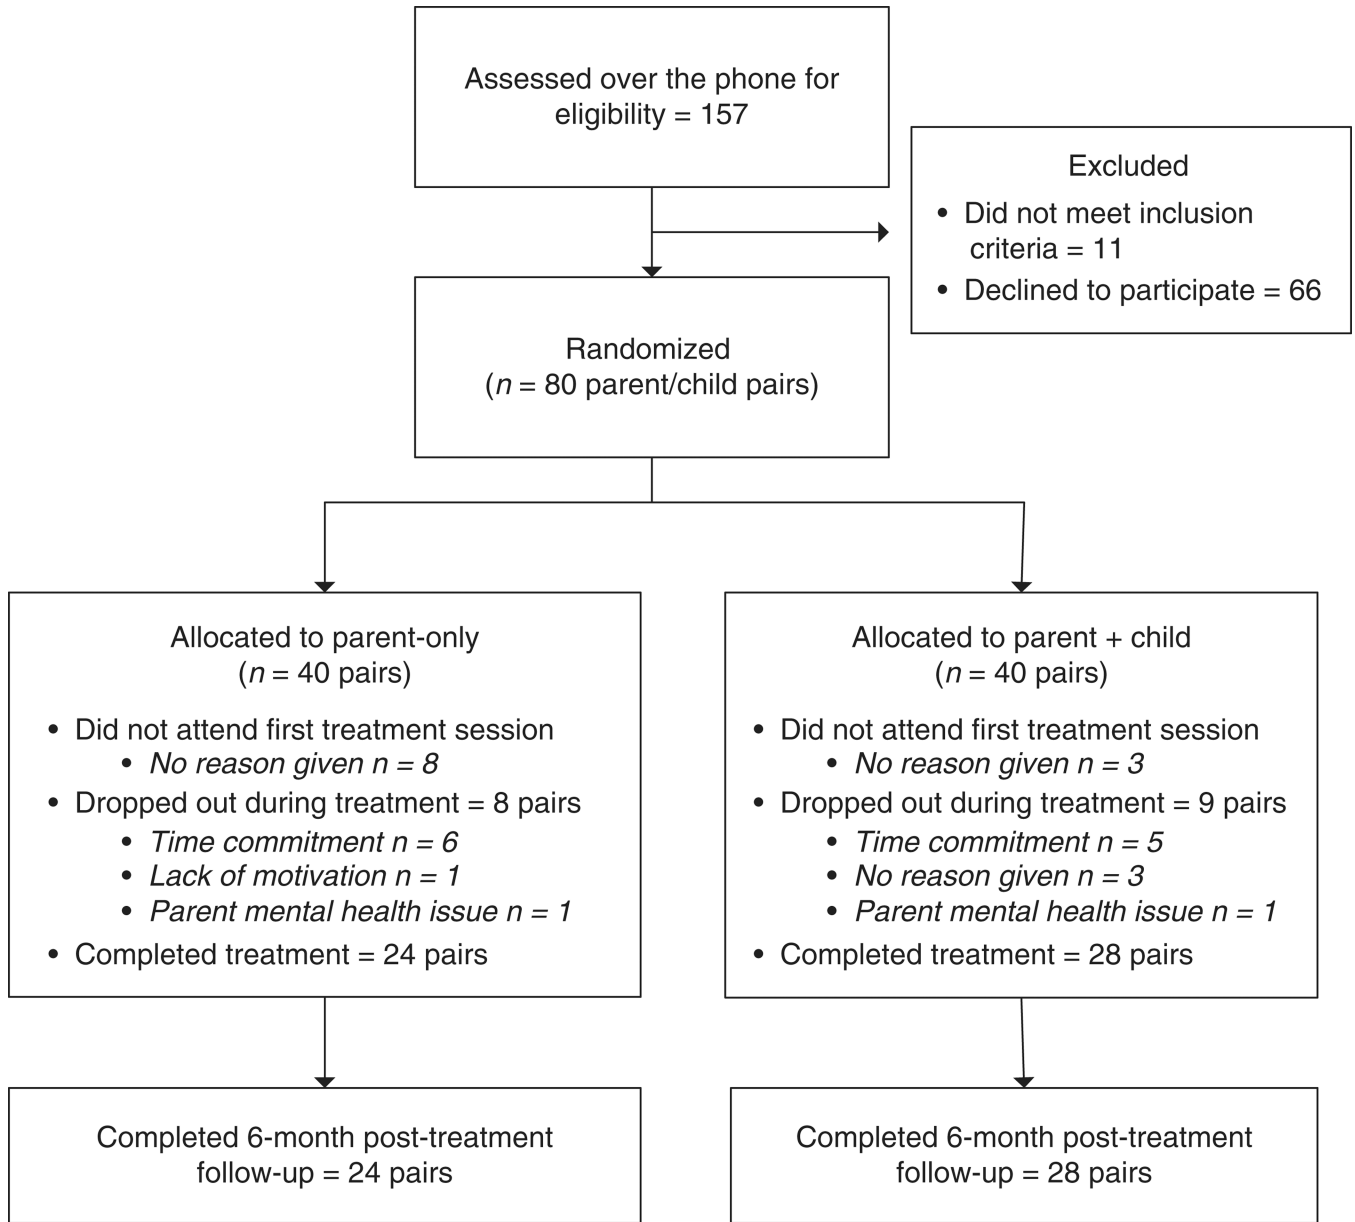 Assessed over the phone for
eligibility = 157
Excluded
• Did not meet inclusion
criteria = 11
• Declined to participate = 66
Randomized
(n = 80 parent/child pairs)
Allocated to parent-only
(n = 40 pairs)
• Did not attend first treatment session
• No reason given n = 8
• Dropped out during treatment = 8 pairs
• Time commitment n = 6
• Lack of motivation n = 1
• Parent mental health issue n = 1
• Completed treatment = 24 pairs
Allocated to parent + child
(n = 40 pairs)
• Did not attend first treatment session
• No reason given n = 3
• Dropped out during treatment = 9 pairs
• Time commitment n = 5
• No reason given n = 3
• Parent mental health issue n = 1
• Completed treatment = 28 pairs
Completed 6-month post-treatment
follow-up = 24 pairs
Completed 6-month post-treatment
follow-up = 28 pairs